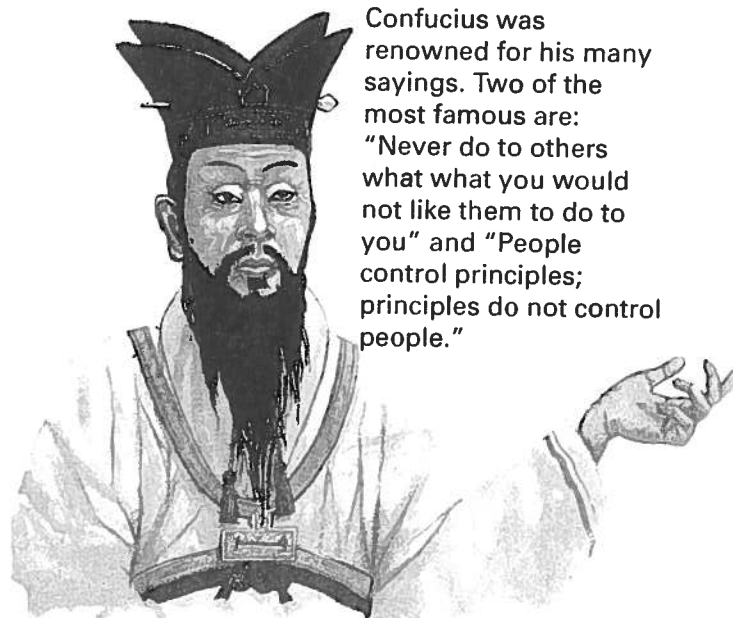 Confucius was
renowned for his many
sayings. Two of the
most famous are:
"Never do to others
what what you would
not like them to do to
you" and "People
control principles;
principles do not control
people."